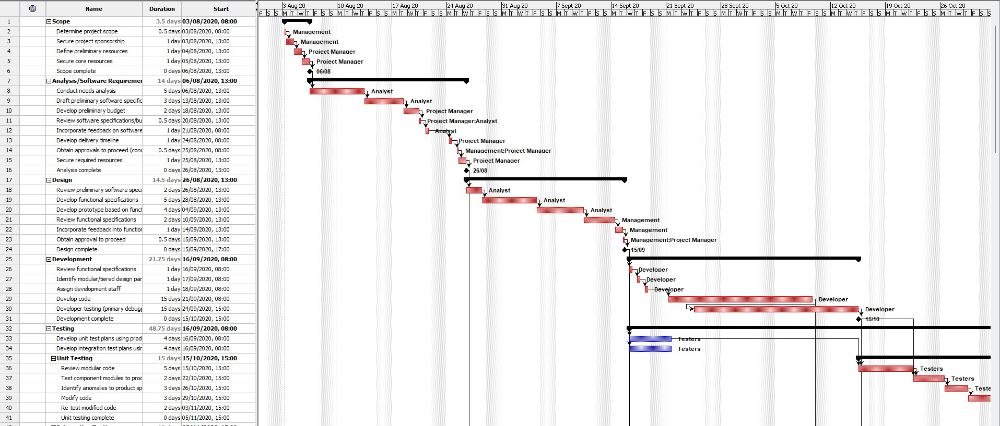 Name Duration Start
1 Scope 3.5 days 03/08/2020, 08:00
2 Determine project scope 0.5 days 03/08/2020, 08:00
3 Secure project sponsorship 1 day 03/08/2020, 13:00
4 Define preliminary resources 1 day 04/08/2020, 13:00
5 Secure core resources 1 day 05/08/2020, 13:00
6 Scope complete 0 days 06/08/2020, 13:00
7 Analysis/Software Requiremer 14 days 06/08/2020, 13:00
8 Conduct needs analysis 5 days 06/08/2020, 13:00
9 Draft preliminary software specific 3 days 13/08/2020, 13:00
10 Develop preliminary budget 2 days 18/08/2020, 13:00
11 Review software specifications/bu 0.5 days 20/08/2020, 13:00
12 Incorporate feedback on software 1 day 21/08/2020, 08:00
13 Develop delivery timeline 1 day 24/08/2020, 08:00
14 Obtain approvals to proceed (conc 0.5 days 25/08/2020, 08:00
15 Secure required resources 1 day 25/08/2020, 13:00
16 Analysis complete 0 days 26/08/2020, 13:00
17 Design 14.5 days 26/08/2020, 13:00
18 Review preliminary software speci 2 days 26/08/2020, 13:00
19 Develop functional specifications 5 days 28/08/2020, 13:00
20 Develop prototype based on funct 4 days 04/09/2020, 13:00
21 Review functional specifications 2 days 10/09/2020, 13:00
22 Incorporate feedback into functior 1 day 14/09/2020, 13:00
23 Obtain approval to proceed 0.5 days 15/09/2020, 13:00
24 Design complete 0 days 15/09/2020, 17:00
25 Development 21.75 days 16/09/2020, 08:00
26 Review functional specifications 1 day 16/09/2020, 08:00
27 Identify modular/tiered design par 1 day 17/09/2020, 08:00
28 Assign development staff 1 day 18/09/2020, 08:00
29 Develop code 15 days 21/09/2020, 08:00
30 Developer testing (primary debugg 15 days 24/09/2020, 15:00
31 Development complete 0 days 15/10/2020, 15:00
32 Testing 48.75 days 16/09/2020, 08:00
33 Develop unit test plans using prod 4 days 16/09/2020, 08:00
34 Develop integration test plans usir 4 days 16/09/2020, 08:00
35 Unit Testing 15 days 15/10/2020, 15:00
36 Review modular code 5 days 15/10/2020, 15:00
37 Test component modules to proc 2 days 22/10/2020, 15:00
38 Identify anomalies to product sp 3 days 26/10/2020, 15:00
39 Modify code 3 days 29/10/2020, 15:00
40 Re-test modified code 2 days 03/11/2020, 15:00
41 Unit testing complete 0 days 05/11/2020, 15:00
3 Aug 20 10 Aug 20 17 Aug 20 24 Aug 20 31 Aug 20 7 Sept 20 14 Sept 20 21 Sept 20 28 Sept 20 5 Oct 20 12 Oct 20 19 Oct 20 26 Oct 20
F S S M T W T F S S M T W T F S S M T W T F S S M T W T F S S M T W T F S S M T W T F S S M T W T F S S M T W T F S S M T W T F S S M T W T F S S M T W T F S S M T W T F S S M T W T F S S
Management
Management
Project Manager
Project Manager
06/08
Analyst
Analyst
Project Manager
Project Manager;Analyst
Analyst
Project Manager
Management;Project Manager
Project Manager
26/08
Analyst
Analyst
Analyst
Management
Management
Management;Project Manager
15/09
Developer
Developer
Developer
Developer
Developer
15/10
Testers
Testers
Testers
Testers
Teste